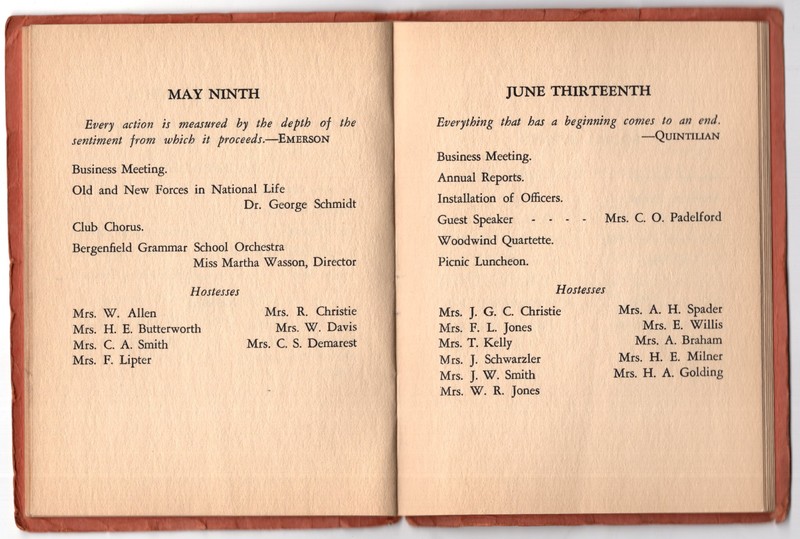 MAY NINTH
Every action is measured by the depth of the
sentiment from which it proceeds.—EMERSON
Business Meeting.
Old and New Forces in National Life
Dr. George Schmidt
Club Chorus.
Bergenfield Grammar School Orchestra
Miss Martha Wasson, Director
Hostesses
Mrs. W. Allen Mrs. R. Christie
Mrs. H. E. Butterworth Mrs. W. Davis
Mrs. C. A. Smith Mrs. C. S. Demarest
Mrs. F. Lipter
JUNE THIRTEENTH
Everything that has a beginning comes to an end.
—QUINTILIAN
Business Meeting.
Annual Reports.
Installation of Officers.
Guest Speaker - - - - Mrs. C. O. Padelford
Woodwind Quartette.
Picnic Luncheon.
Hostesses
Mrs. J. G. C. Christie Mrs. A. H. Spader
Mrs. F. L. Jones Mrs. E. Willis
Mrs. T. Kelly Mrs. A. Braham
Mrs. J. Schwarzler Mrs. H. E. Milner
Mrs. J. W. Smith Mrs. H. A. Golding
Mrs. W. R. Jones